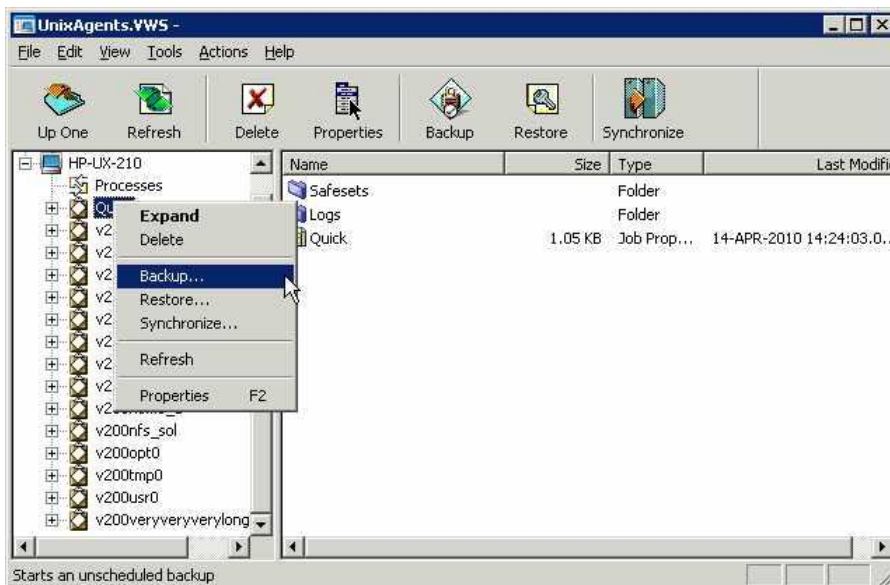 UnixAgents.VWS -
File Edit View Tools Actions Help
Up One Refresh Delete Properties Backup Restore Synchronize
HP-UX-210
Processes
v200nfs_sol
v200opt0
v200tmp0
v200usr0
v200veryveryverylong
Expand
Delete
Backup...
Restore...
Synchronize...
Refresh
Properties F2
Name Size Type Last Modifi
Safesets Folder
Logs Folder
Quick 1.05 KB Job Prop... 14-APR-2010 14:24:03.0...
Starts an unscheduled backup